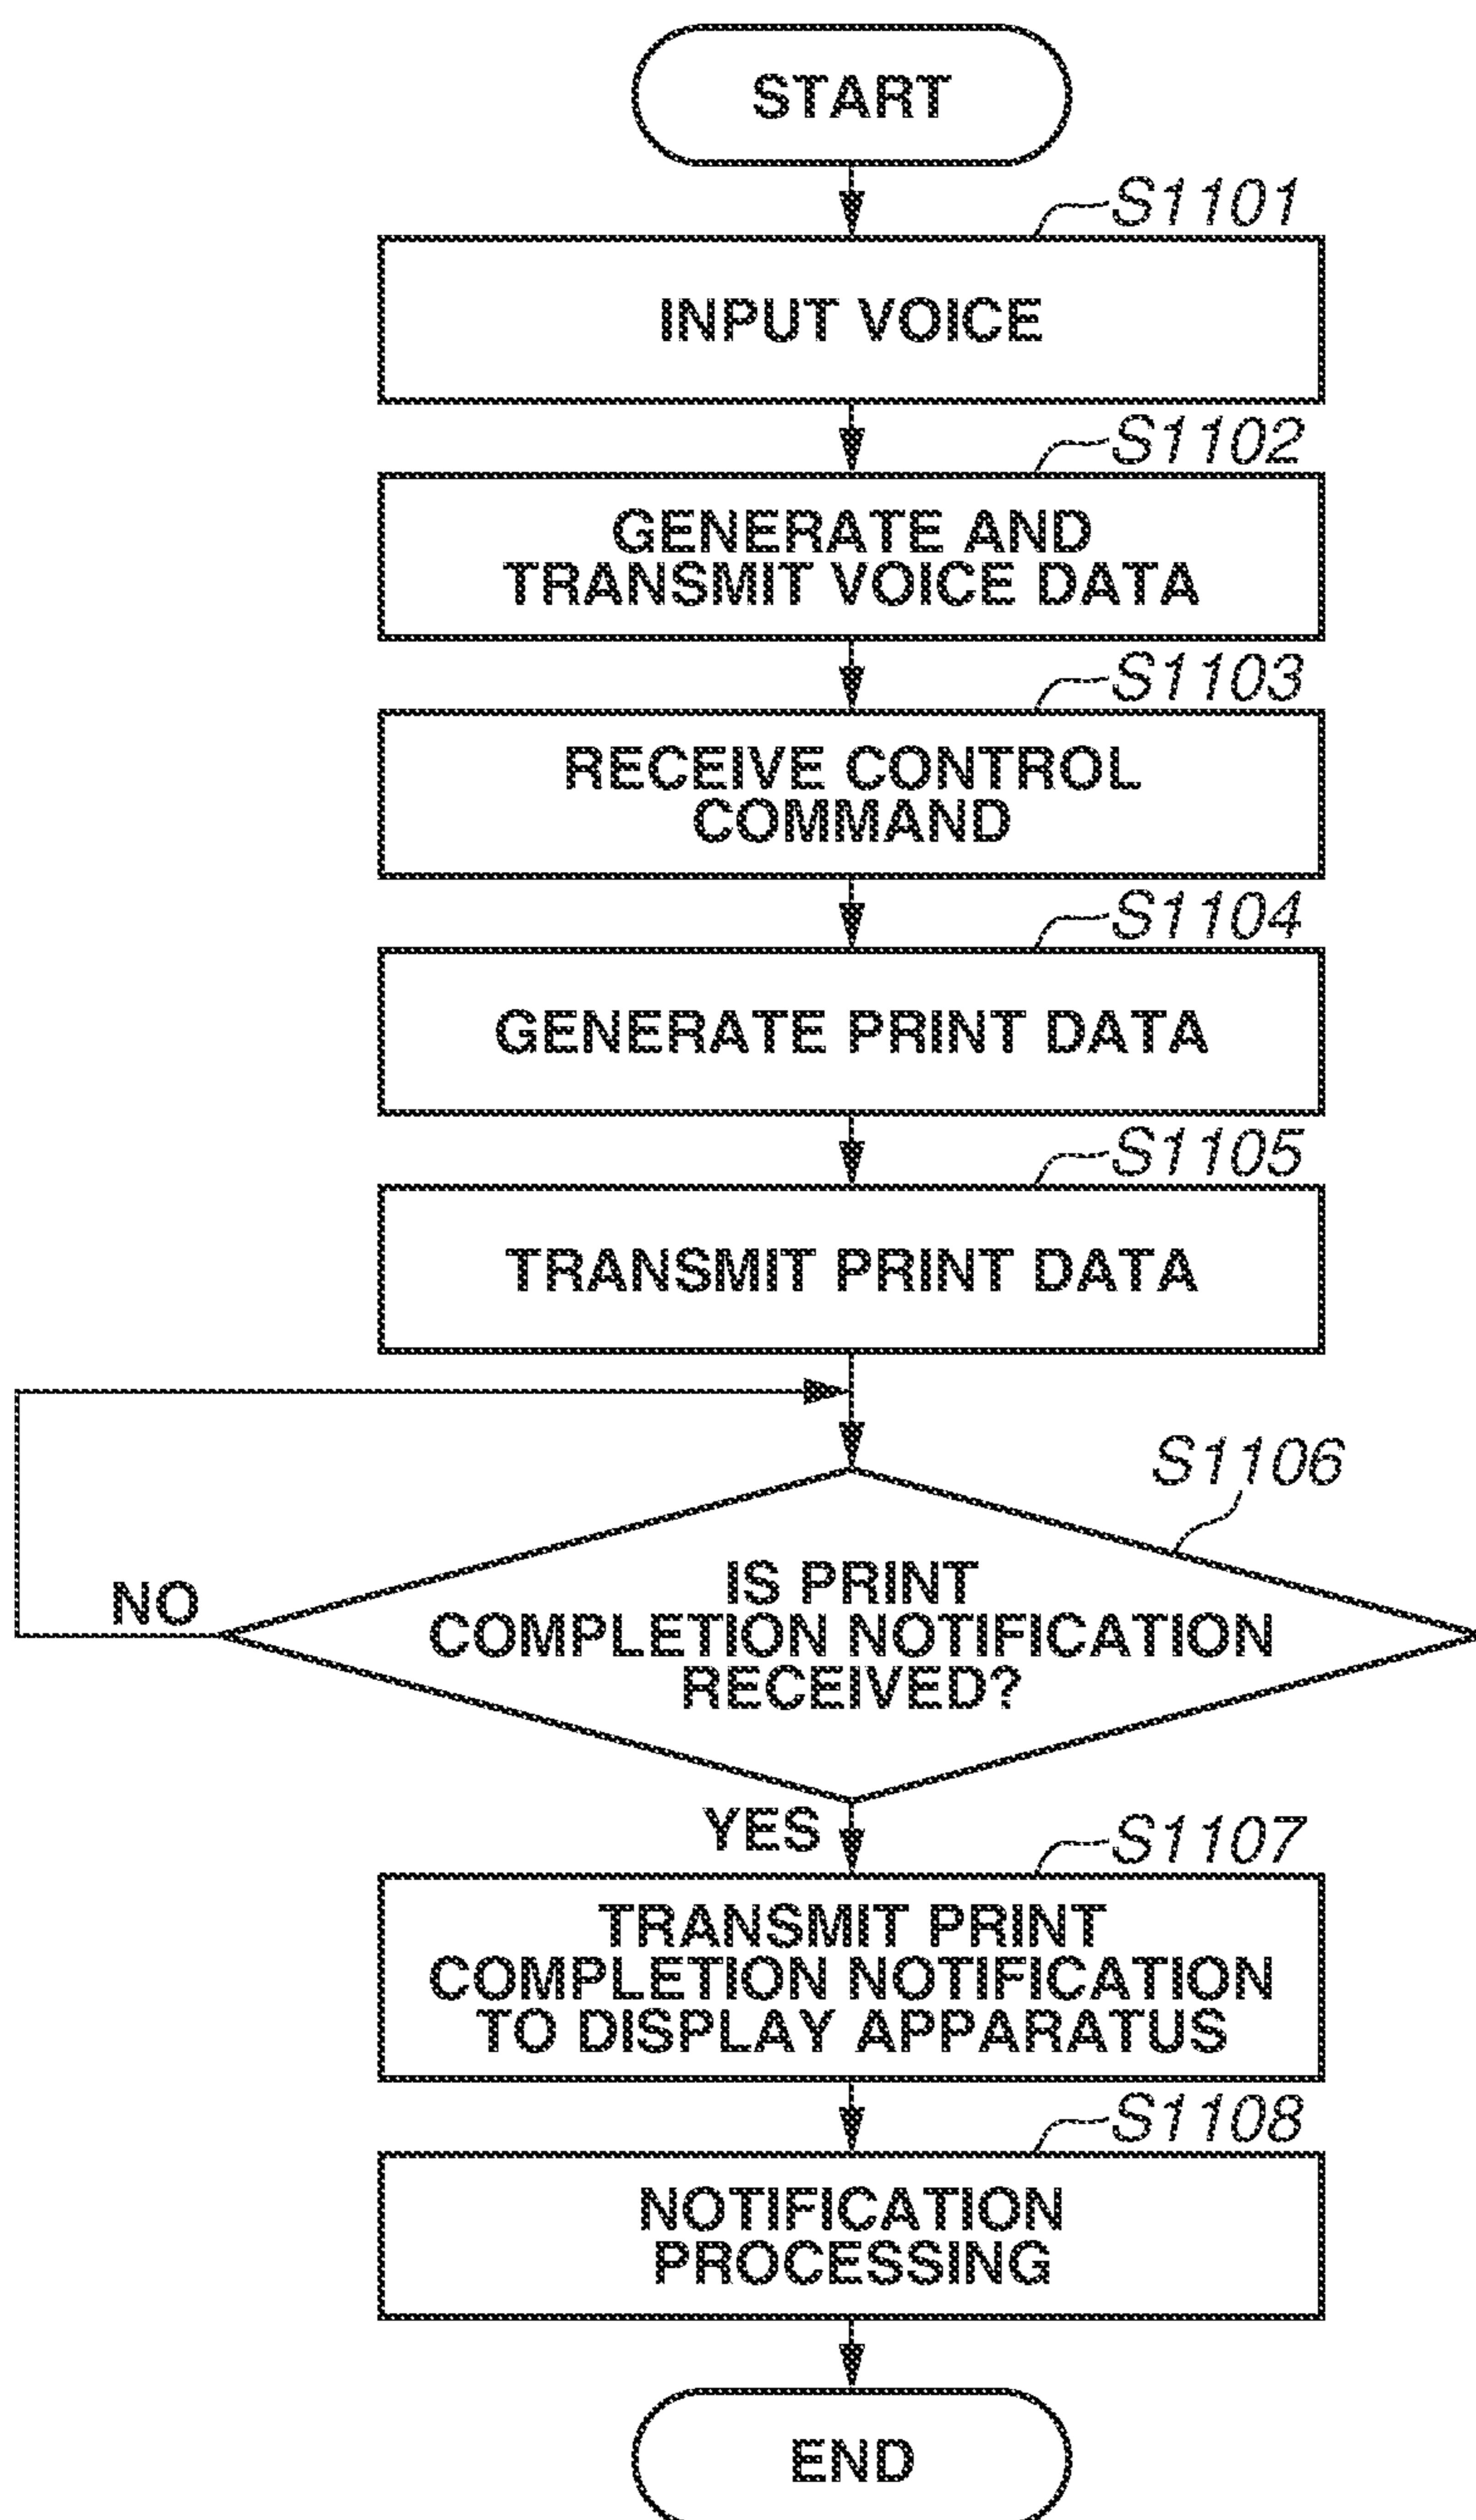 START
S1101
INPUT VOICE
S1102
GENERATE AND
TRANSMIT VOICE DATA
S1103
RECEIVE CONTROL
COMMAND
S1104
GENERATE PRINT DATA
S1105
TRANSMIT PRINT DATA
S1106
IS PRINT
COMPLETION NOTIFICATION
RECEIVED?
NO
YES
S1107
TRANSMIT PRINT
COMPLETION NOTIFICATION
TO DISPLAY APPARATUS
S1108
NOTIFICATION
PROCESSING
END